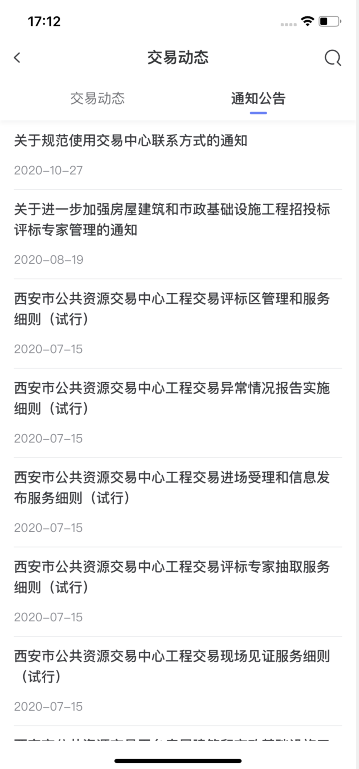 17:12
交易动态
交易动态
通知公告
关于规范使用交易中心联系方式的通知
2020-10-27
关于进一步加强房屋建筑和市政基础设施工程招投标
评标专家管理的通知
2020-08-19
西安市公共资源交易中心工程交易评标区管理和服务
细则（试行）
2020-07-15
西安市公共资源交易中心工程交易异常情况报告实施
细则（试行）
2020-07-15
西安市公共资源交易中心工程交易进场受理和信息发
布服务细则（试行）
2020-07-15
西安市公共资源交易中心工程交易评标专家抽取服务
细则（试行）
2020-07-15
西安市公共资源交易中心工程交易现场见证服务细则
（试行）
2020-07-15